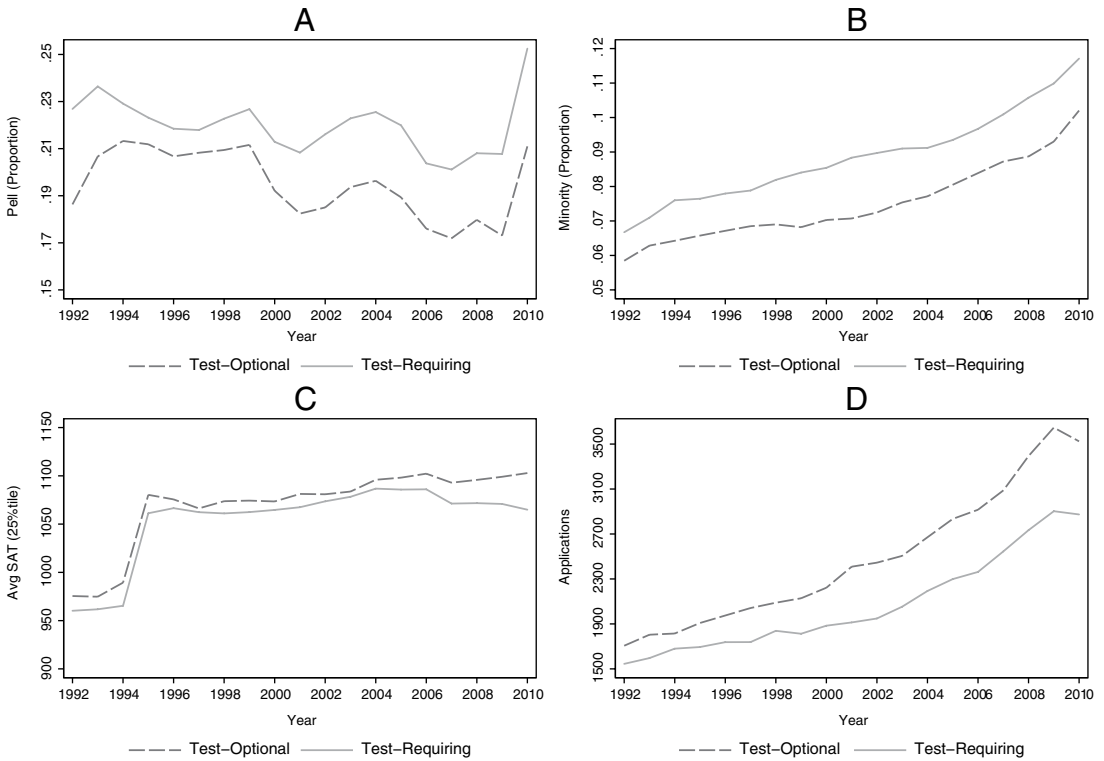 A
Pell (Proportion)
.25
.23
.21
.19
.17
.15
1992 1994 1996 1998 2000 2002 2004 2006 2008 2010
Year
Test−Optional Test−Requiring
B
Minority (Proportion)
.12
.11
.1
.09
.08
.07
.06
.05
1992 1994 1996 1998 2000 2002 2004 2006 2008 2010
Year
Test−Optional Test−Requiring
C
Avg SAT (25%tile)
1150
1100
1050
1000
950
900
1992 1994 1996 1998 2000 2002 2004 2006 2008 2010
Year
Test−Optional Test−Requiring
D
Applications
3500
3100
2700
2300
1900
1500
1992 1994 1996 1998 2000 2002 2004 2006 2008 2010
Year
Test−Optional Test−Requiring